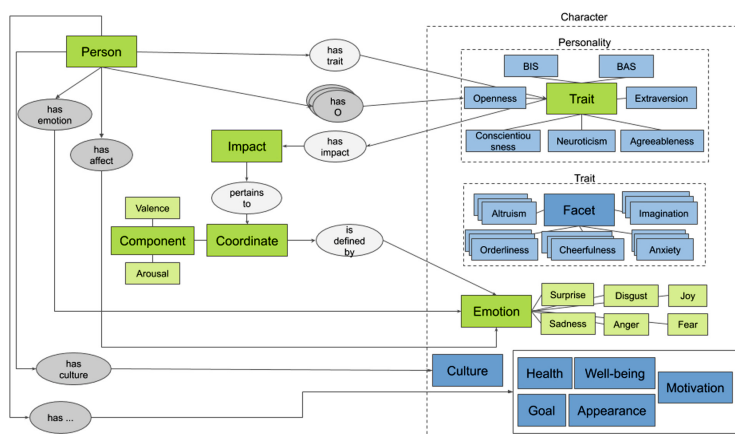 Character
Person
has
trait
Personality
BIS
BAS
has
emotion
has
O
Openness
Trait
Extraversion
has
affect
Impact
has
impact
Conscientiou
sness
Neuroticism
Agreeableness
pertains
to
Trait
Valence
Altruism
Facet
Imagination
Component
Coordinate
is
defined
by
Orderliness
Cheerfulness
Anxiety
Arousal
Emotion
Surprise
Disgust
Joy
Sadness
Anger
Fear
has
culture
Culture
Health
Well-being
Motivation
has ...
Goal
Appearance